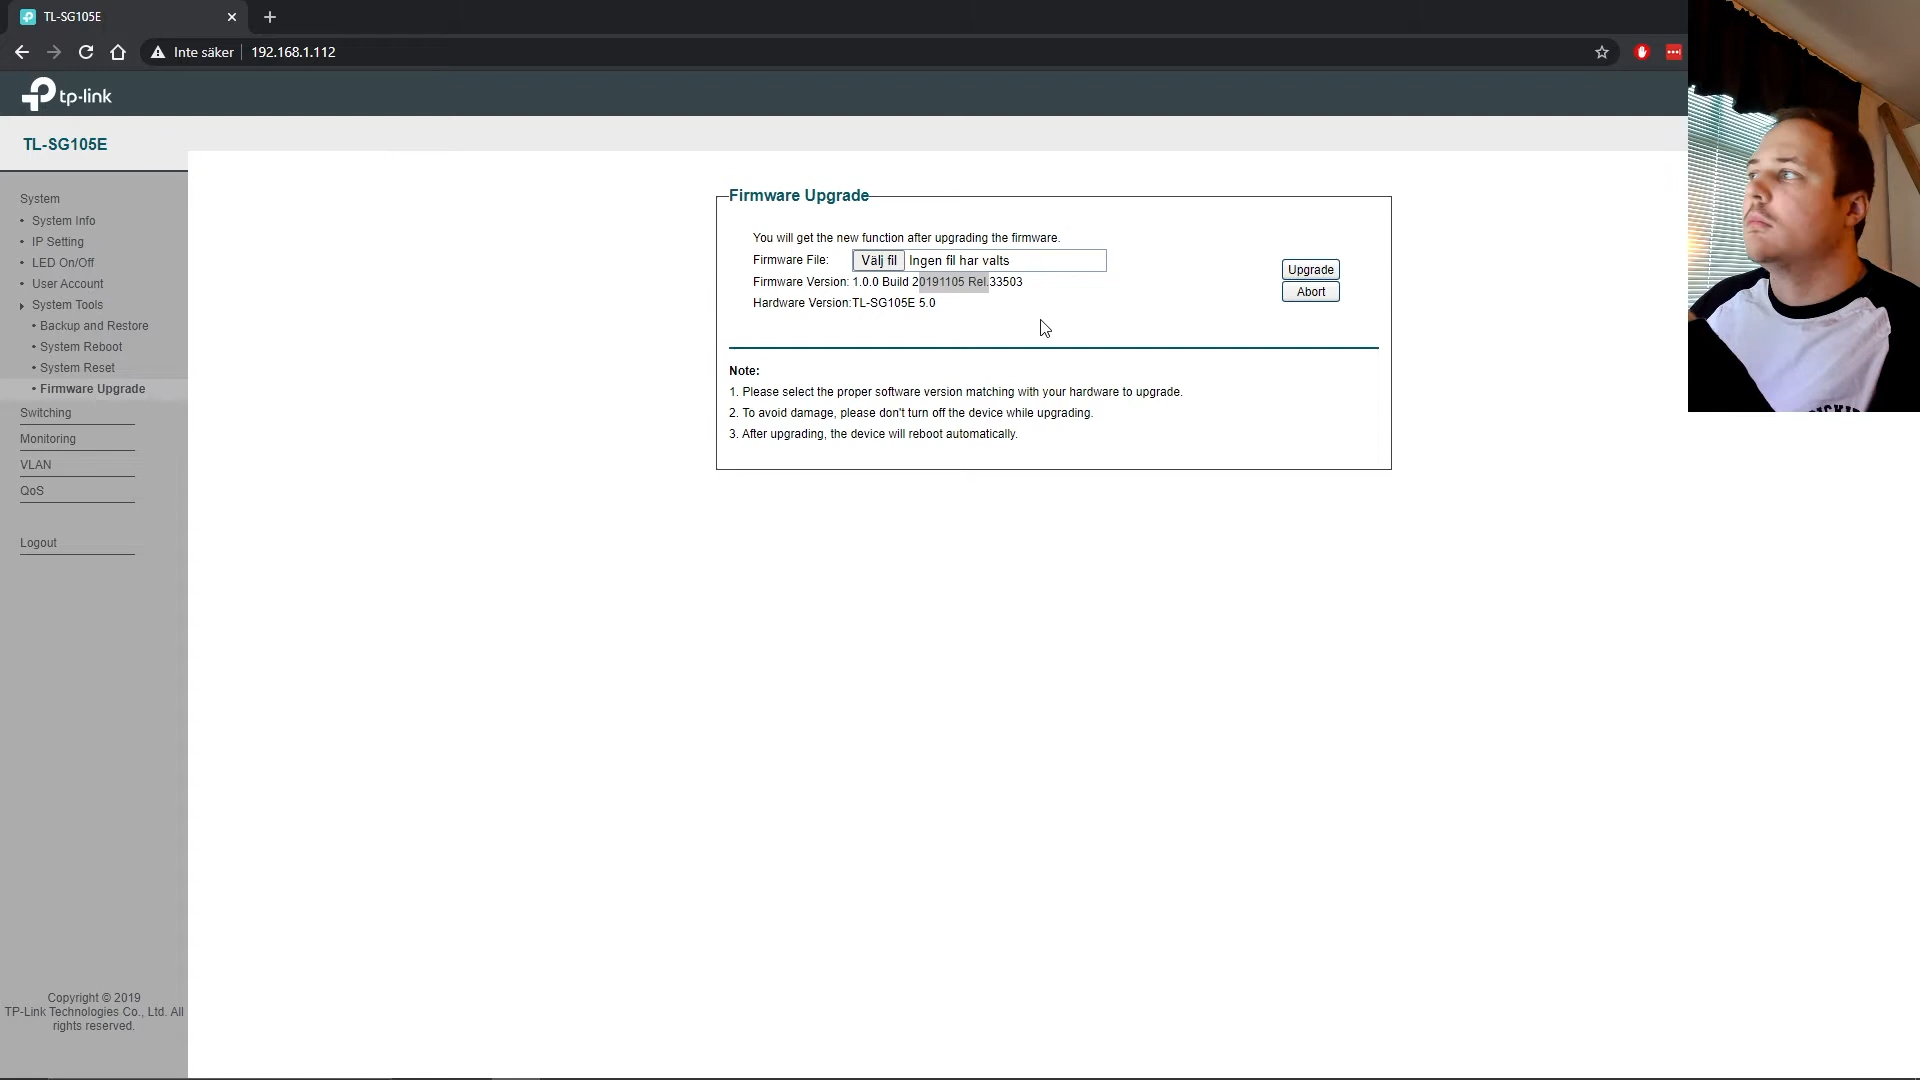 TL-SG105E
Inte säker
192.168.1.112
tp-link
TL-SG105E
System
System Info
IP Setting
LED On/Off
User Account
System Tools
Backup and Restore
System Reboot
System Reset
Firmware Upgrade
Switching
Monitoring
VLAN
QoS
Logout
Copyright © 2019
TP-Link Technologies Co., Ltd. All
rights reserved.
Firmware Upgrade
You will get the new function after upgrading the firmware.
Firmware File: Välj fil Ingen fil har valts
Firmware Version: 1.0.0 Build 20191105 Rel.33503
Hardware Version:TL-SG105E 5.0
Upgrade
Abort
Note:
1. Please select the proper software version matching with your hardware to upgrade.
2. To avoid damage, please don't turn off the device while upgrading.
3. After upgrading, the device will reboot automatically.